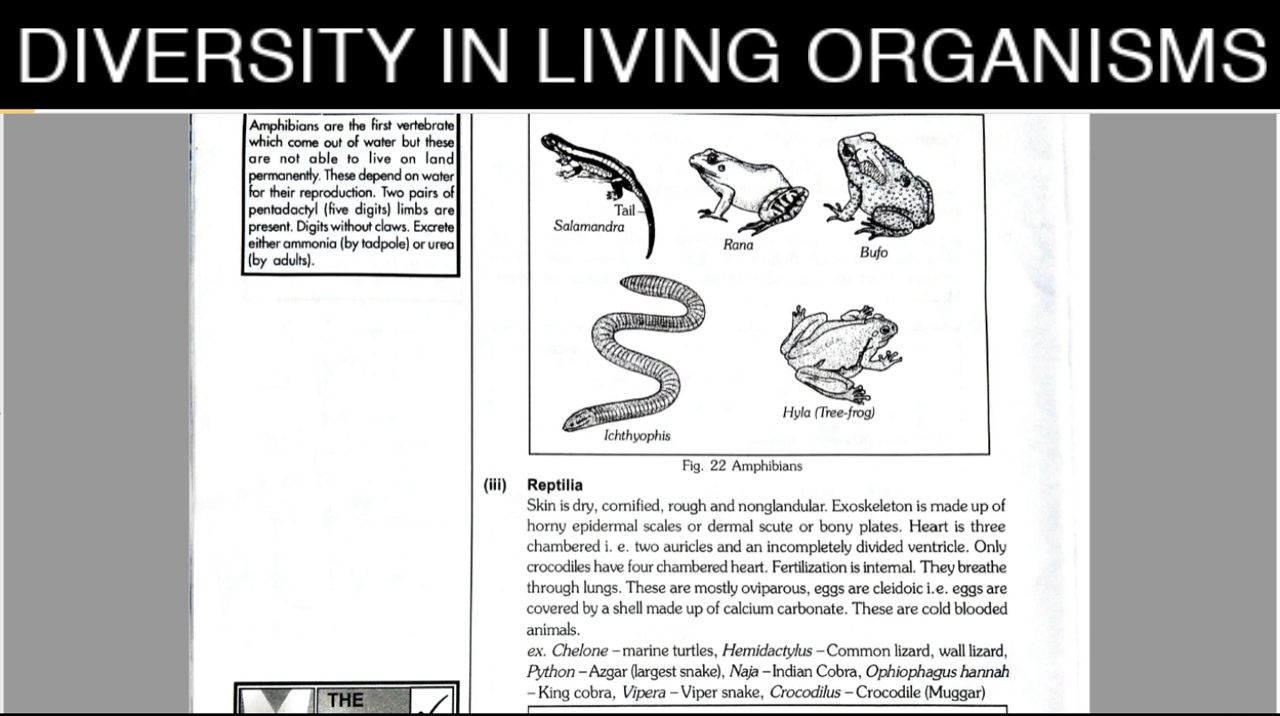 DIVERSITY IN LIVING ORGANISMS
Amphibians are the first vertebrate
which come out of water but these
are not able to live on land
permanently. These depend on water
for their reproduction. Two pairs of
pentadactyl (five digits) limbs are
present. Digits without claws. Excrete
either ammonia (by tadpole) or urea
(by adults).
Tail
Salamandra
Rana
Bufo
Ichthyophis
Hyla (Tree-frog)
Fig. 22 Amphibians
(iii) Reptilia
Skin is dry, cornified, rough and nonglandular. Exoskeleton is made up of
horny epidermal scales or dermal scute or bony plates. Heart is three
chambered i. e. two auricles and an incompletely divided ventricle. Only
crocodiles have four chambered heart. Fertilization is internal. They breathe
through lungs. These are mostly oviparous, eggs are cleidoic i.e. eggs are
covered by a shell made up of calcium carbonate. These are cold blooded
animals.
ex. Chelone – marine turtles, Hemidactylus – Common lizard, wall lizard,
Python – Azgar (largest snake), Naja – Indian Cobra, Ophiophagus hannah
– King cobra, Vipera – Viper snake, Crocodilus – Crocodile (Muggar)
THE